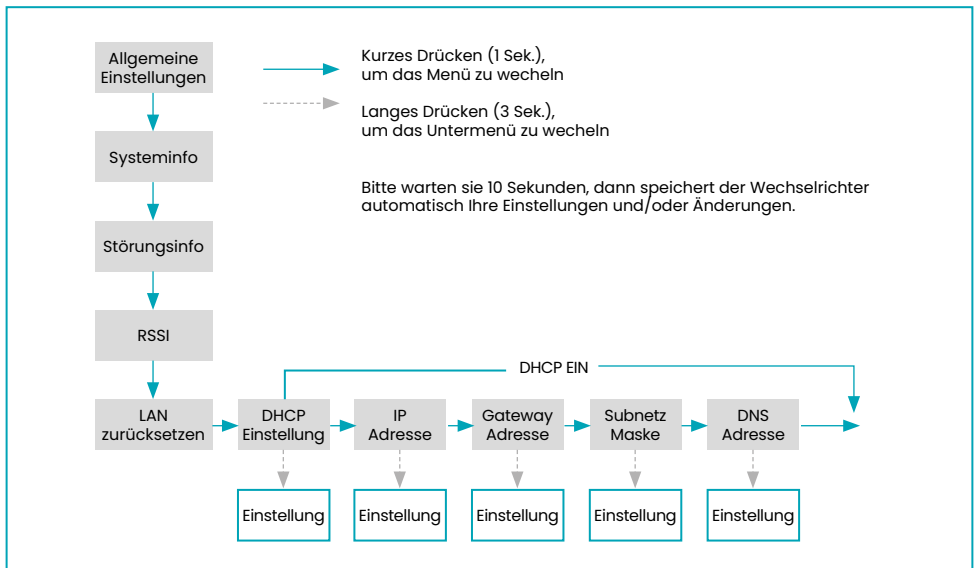 Allgemeine
Einstellungen
Kurzes Drücken (1 Sek.),
um das Menü zu wecheln
Langes Drücken (3 Sek.),
um das Untermenü zu wecheln
Systeminfo
Bitte warten sie 10 Sekunden, dann speichert der Wechselrichter
automatisch Ihre Einstellungen und/oder Änderungen.
Störungsinfo
RSSI
DHCP EIN
LAN
zurücksetzen
DHCP
Einstellung
IP
Adresse
Gateway
Adresse
Subnetz
Maske
DNS
Adresse
Einstellung
Einstellung
Einstellung
Einstellung
Einstellung